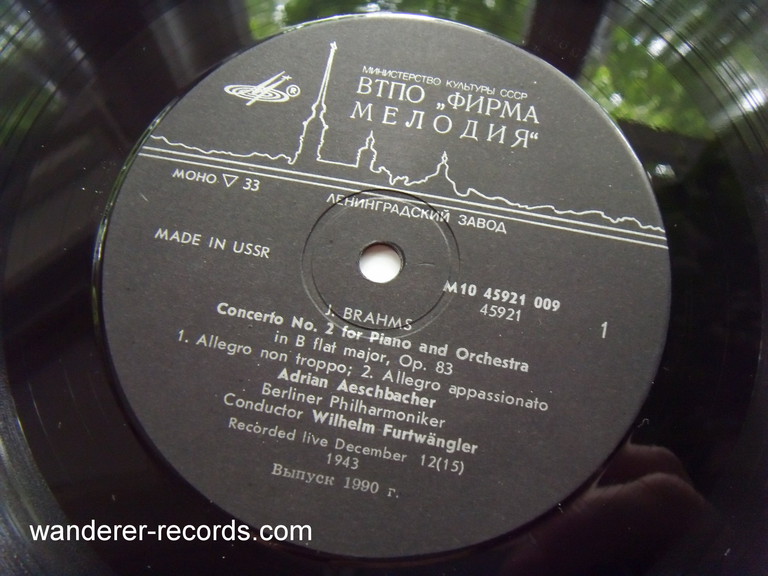 МИНИСТЕРСТВО КУЛЬТУРЫ СССР
ВТПО „ФИРМА
МЕЛОДИЯ“
®
МОНО ▽ 33
ЛЕНИНГРАДСКИЙ ЗАВОД
MADE IN USSR
М10 45921 009
45921
1
J. BRAHMS
Concerto No. 2 for Piano and Orchestra
in B flat major, Op. 83
1. Allegro non troppo; 2. Allegro appassionato
Adrian Aeschbacher
Berliner Philharmoniker
Conductor Wilhelm Furtwängler
Recorded live December 12(15)
1943
Выпуск 1990 г.
wanderer-records.com